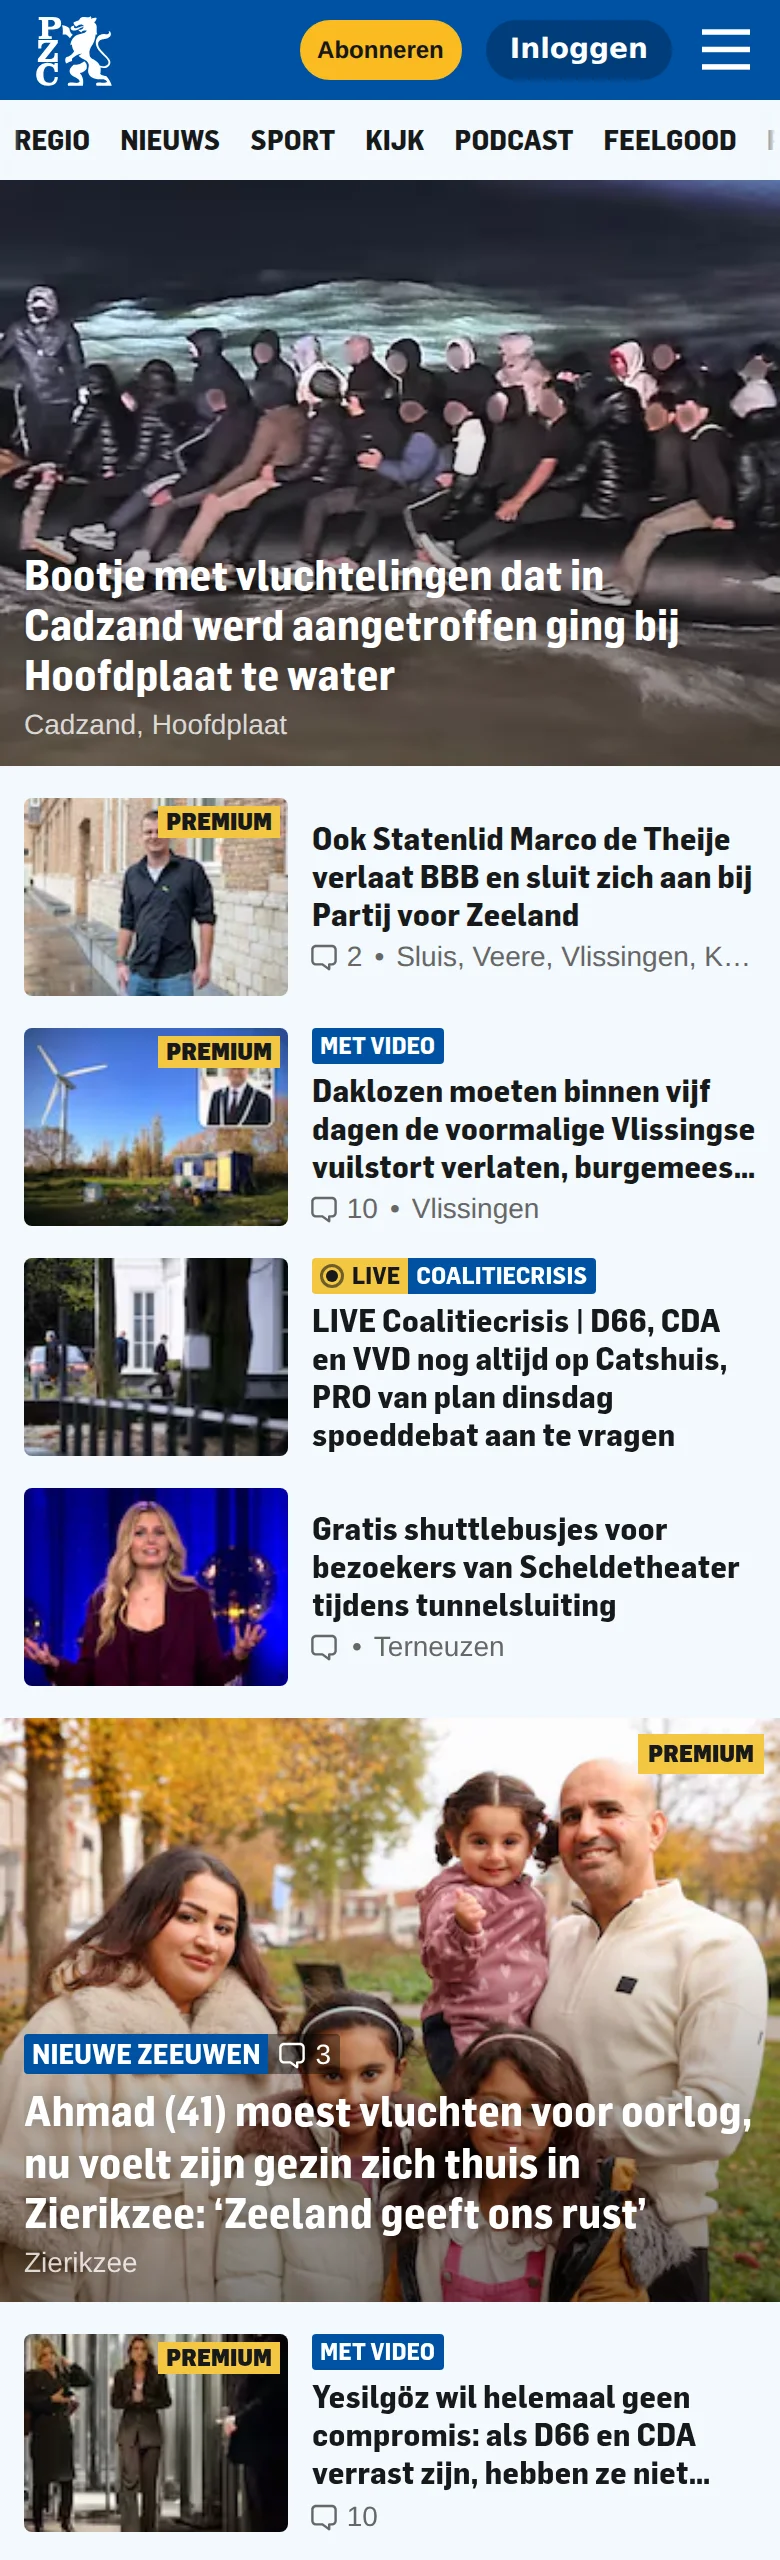 PZC
Abonneren
Inloggen
REGIO NIEUWS SPORT KIJK PODCAST FEELGOOD
Bootje met vluchtelingen dat in
Cadzand werd aangetroffen ging bij
Hoofdplaat te water
Cadzand, Hoofdplaat
PREMIUM
Ook Statenlid Marco de Theije
verlaat BBB en sluit zich aan bij
Partij voor Zeeland
2 • Sluis, Veere, Vlissingen, K…
PREMIUM
MET VIDEO
Daklozen moeten binnen vijf
dagen de voormalige Vlissingse
vuilstort verlaten, burgemees…
10 • Vlissingen
LIVE COALITIECRISIS
LIVE Coalitiecrisis | D66, CDA
en VVD nog altijd op Catshuis,
PRO van plan dinsdag
spoeddebat aan te vragen
Gratis shuttlebusjes voor
bezoekers van Scheldetheater
tijdens tunnelsluiting
• Terneuzen
PREMIUM
NIEUWE ZEEUWEN 3
Ahmad (41) moest vluchten voor oorlog,
nu voelt zijn gezin zich thuis in
Zierikzee: ‘Zeeland geeft ons rust’
Zierikzee
PREMIUM
MET VIDEO
Yesilgöz wil helemaal geen
compromis: als D66 en CDA
verrast zijn, hebben ze niet…
10